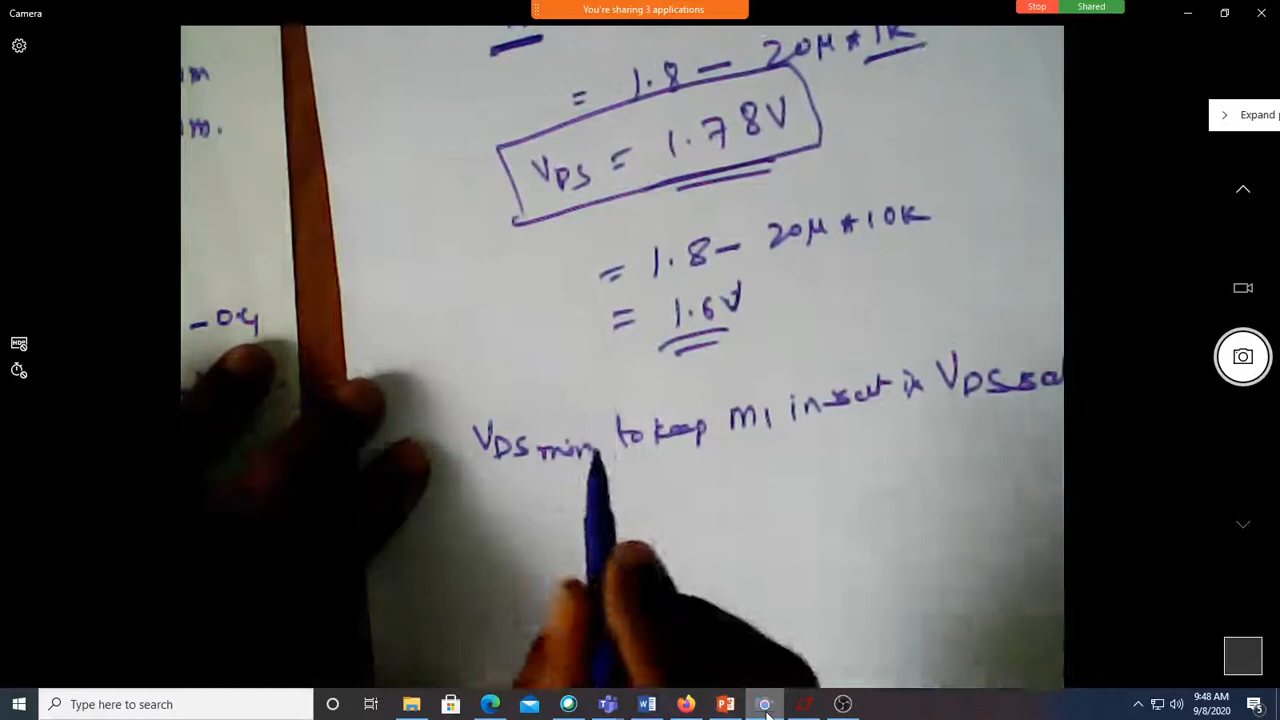 Camera
You're sharing 3 applications
Stop
Shared
Expand
= 1.8 - 20μ * 1K
VDS = 1.78V
= 1.8 - 20μ * 10K
= 1.6V
VDS min to keep M1 in sat is VDS sa
m
m.
- 0.4
Type here to search
9:48 AM
9/8/2020